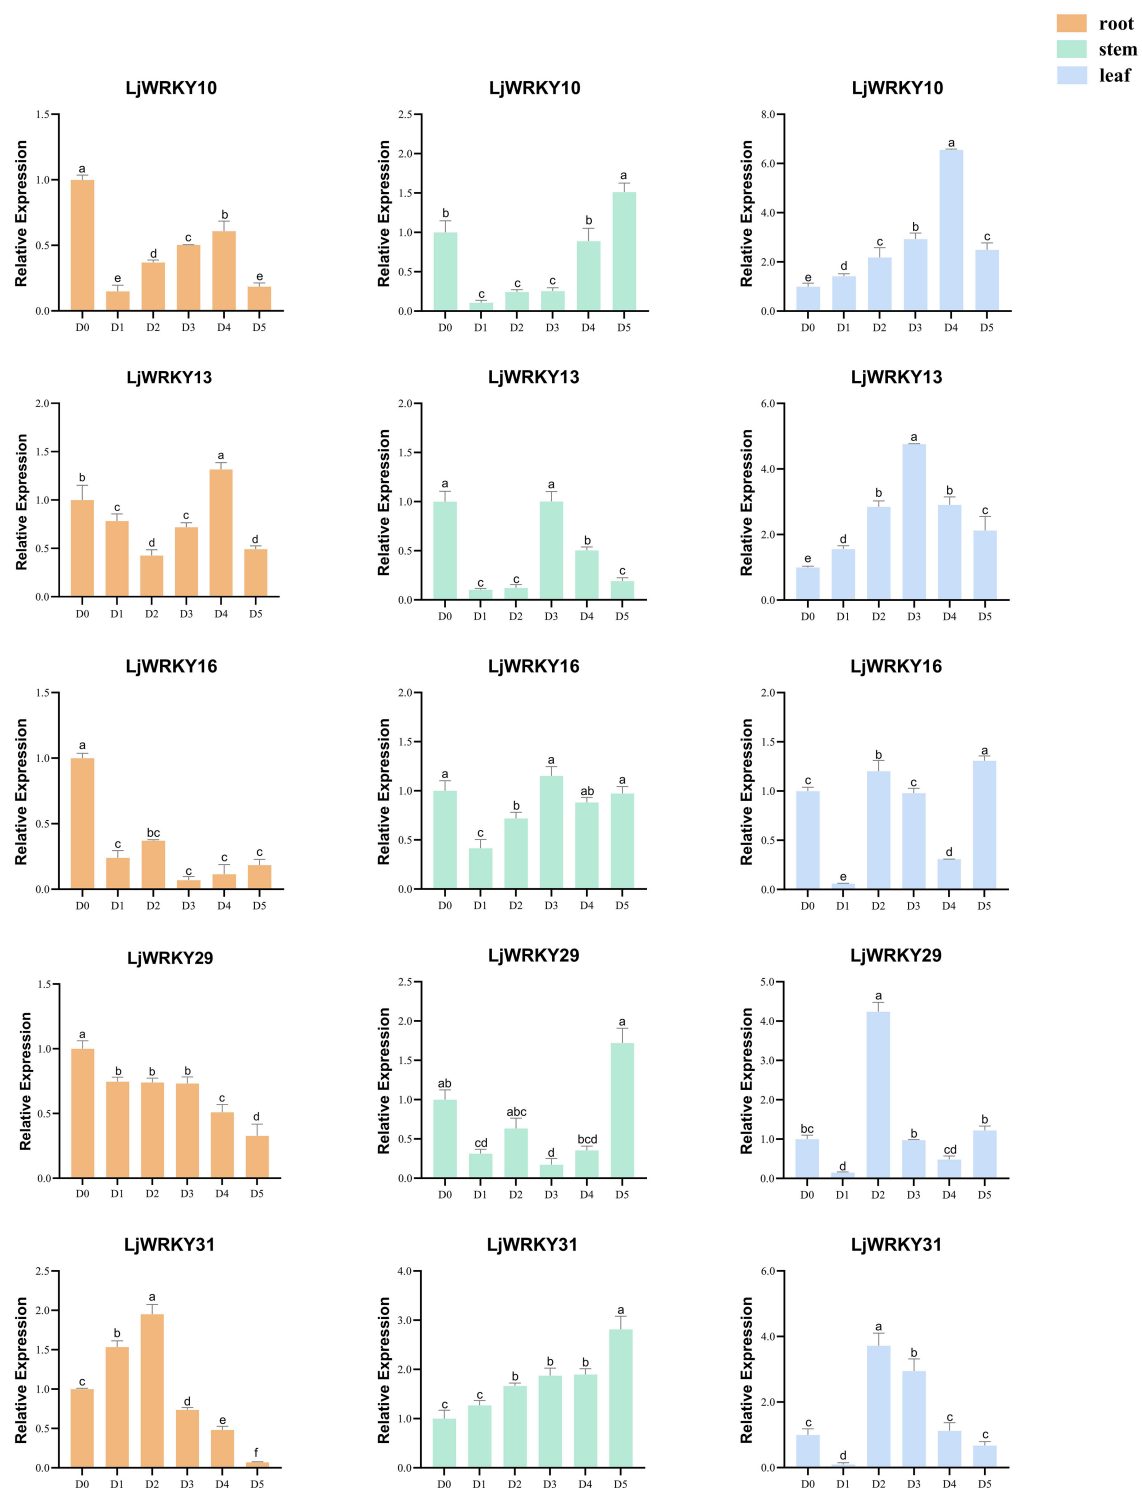 root
stem
leaf
LjWRKY10
Relative Expression
1.5
1.0
0.5
0.0
a
e
d
c
b
e
D0 D1 D2 D3 D4 D5
LjWRKY10
Relative Expression
2.5
2.0
1.5
1.0
0.5
0.0
b
c
c
c
b
a
D0 D1 D2 D3 D4 D5
LjWRKY10
Relative Expression
8.0
6.0
4.0
2.0
0.0
e
d
c
b
a
c
D0 D1 D2 D3 D4 D5
LjWRKY13
Relative Expression
2.0
1.5
1.0
0.5
0.0
b
c
d
c
a
d
D0 D1 D2 D3 D4 D5
LjWRKY13
Relative Expression
2.0
1.5
1.0
0.5
0.0
a
c
c
a
b
c
D0 D1 D2 D3 D4 D5
LjWRKY13
Relative Expression
6.0
4.0
2.0
0.0
e
d
b
a
b
c
D0 D1 D2 D3 D4 D5
LjWRKY16
Relative Expression
1.5
1.0
0.5
0.0
a
c
bc
c
c
c
D0 D1 D2 D3 D4 D5
LjWRKY16
Relative Expression
2.0
1.5
1.0
0.5
0.0
a
c
b
a
ab
a
D0 D1 D2 D3 D4 D5
LjWRKY16
Relative Expression
2.0
1.5
1.0
0.5
0.0
c
e
b
c
d
a
D0 D1 D2 D3 D4 D5
LjWRKY29
Relative Expression
1.5
1.0
0.5
0.0
a
b
b
b
c
d
D0 D1 D2 D3 D4 D5
LjWRKY29
Relative Expression
2.5
2.0
1.5
1.0
0.5
0.0
ab
cd
abc
d
bcd
a
D0 D1 D2 D3 D4 D5
LjWRKY29
Relative Expression
5.0
4.0
3.0
2.0
1.0
0.0
bc
d
a
b
cd
b
D0 D1 D2 D3 D4 D5
LjWRKY31
Relative Expression
2.5
2.0
1.5
1.0
0.5
0.0
c
b
a
d
e
f
D0 D1 D2 D3 D4 D5
LjWRKY31
Relative Expression
4.0
3.0
2.0
1.0
0.0
c
c
b
b
b
a
D0 D1 D2 D3 D4 D5
LjWRKY31
Relative Expression
6.0
4.0
2.0
0.0
c
d
a
b
c
c
D0 D1 D2 D3 D4 D5